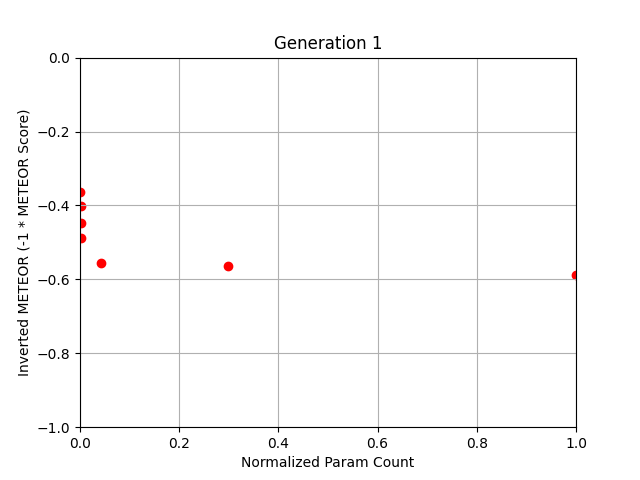 Generation 1
Inverted METEOR (-1 * METEOR Score)
0.0
−0.2
−0.4
−0.6
−0.8
−1.0
0.0 0.2 0.4 0.6 0.8 1.0
Normalized Param Count